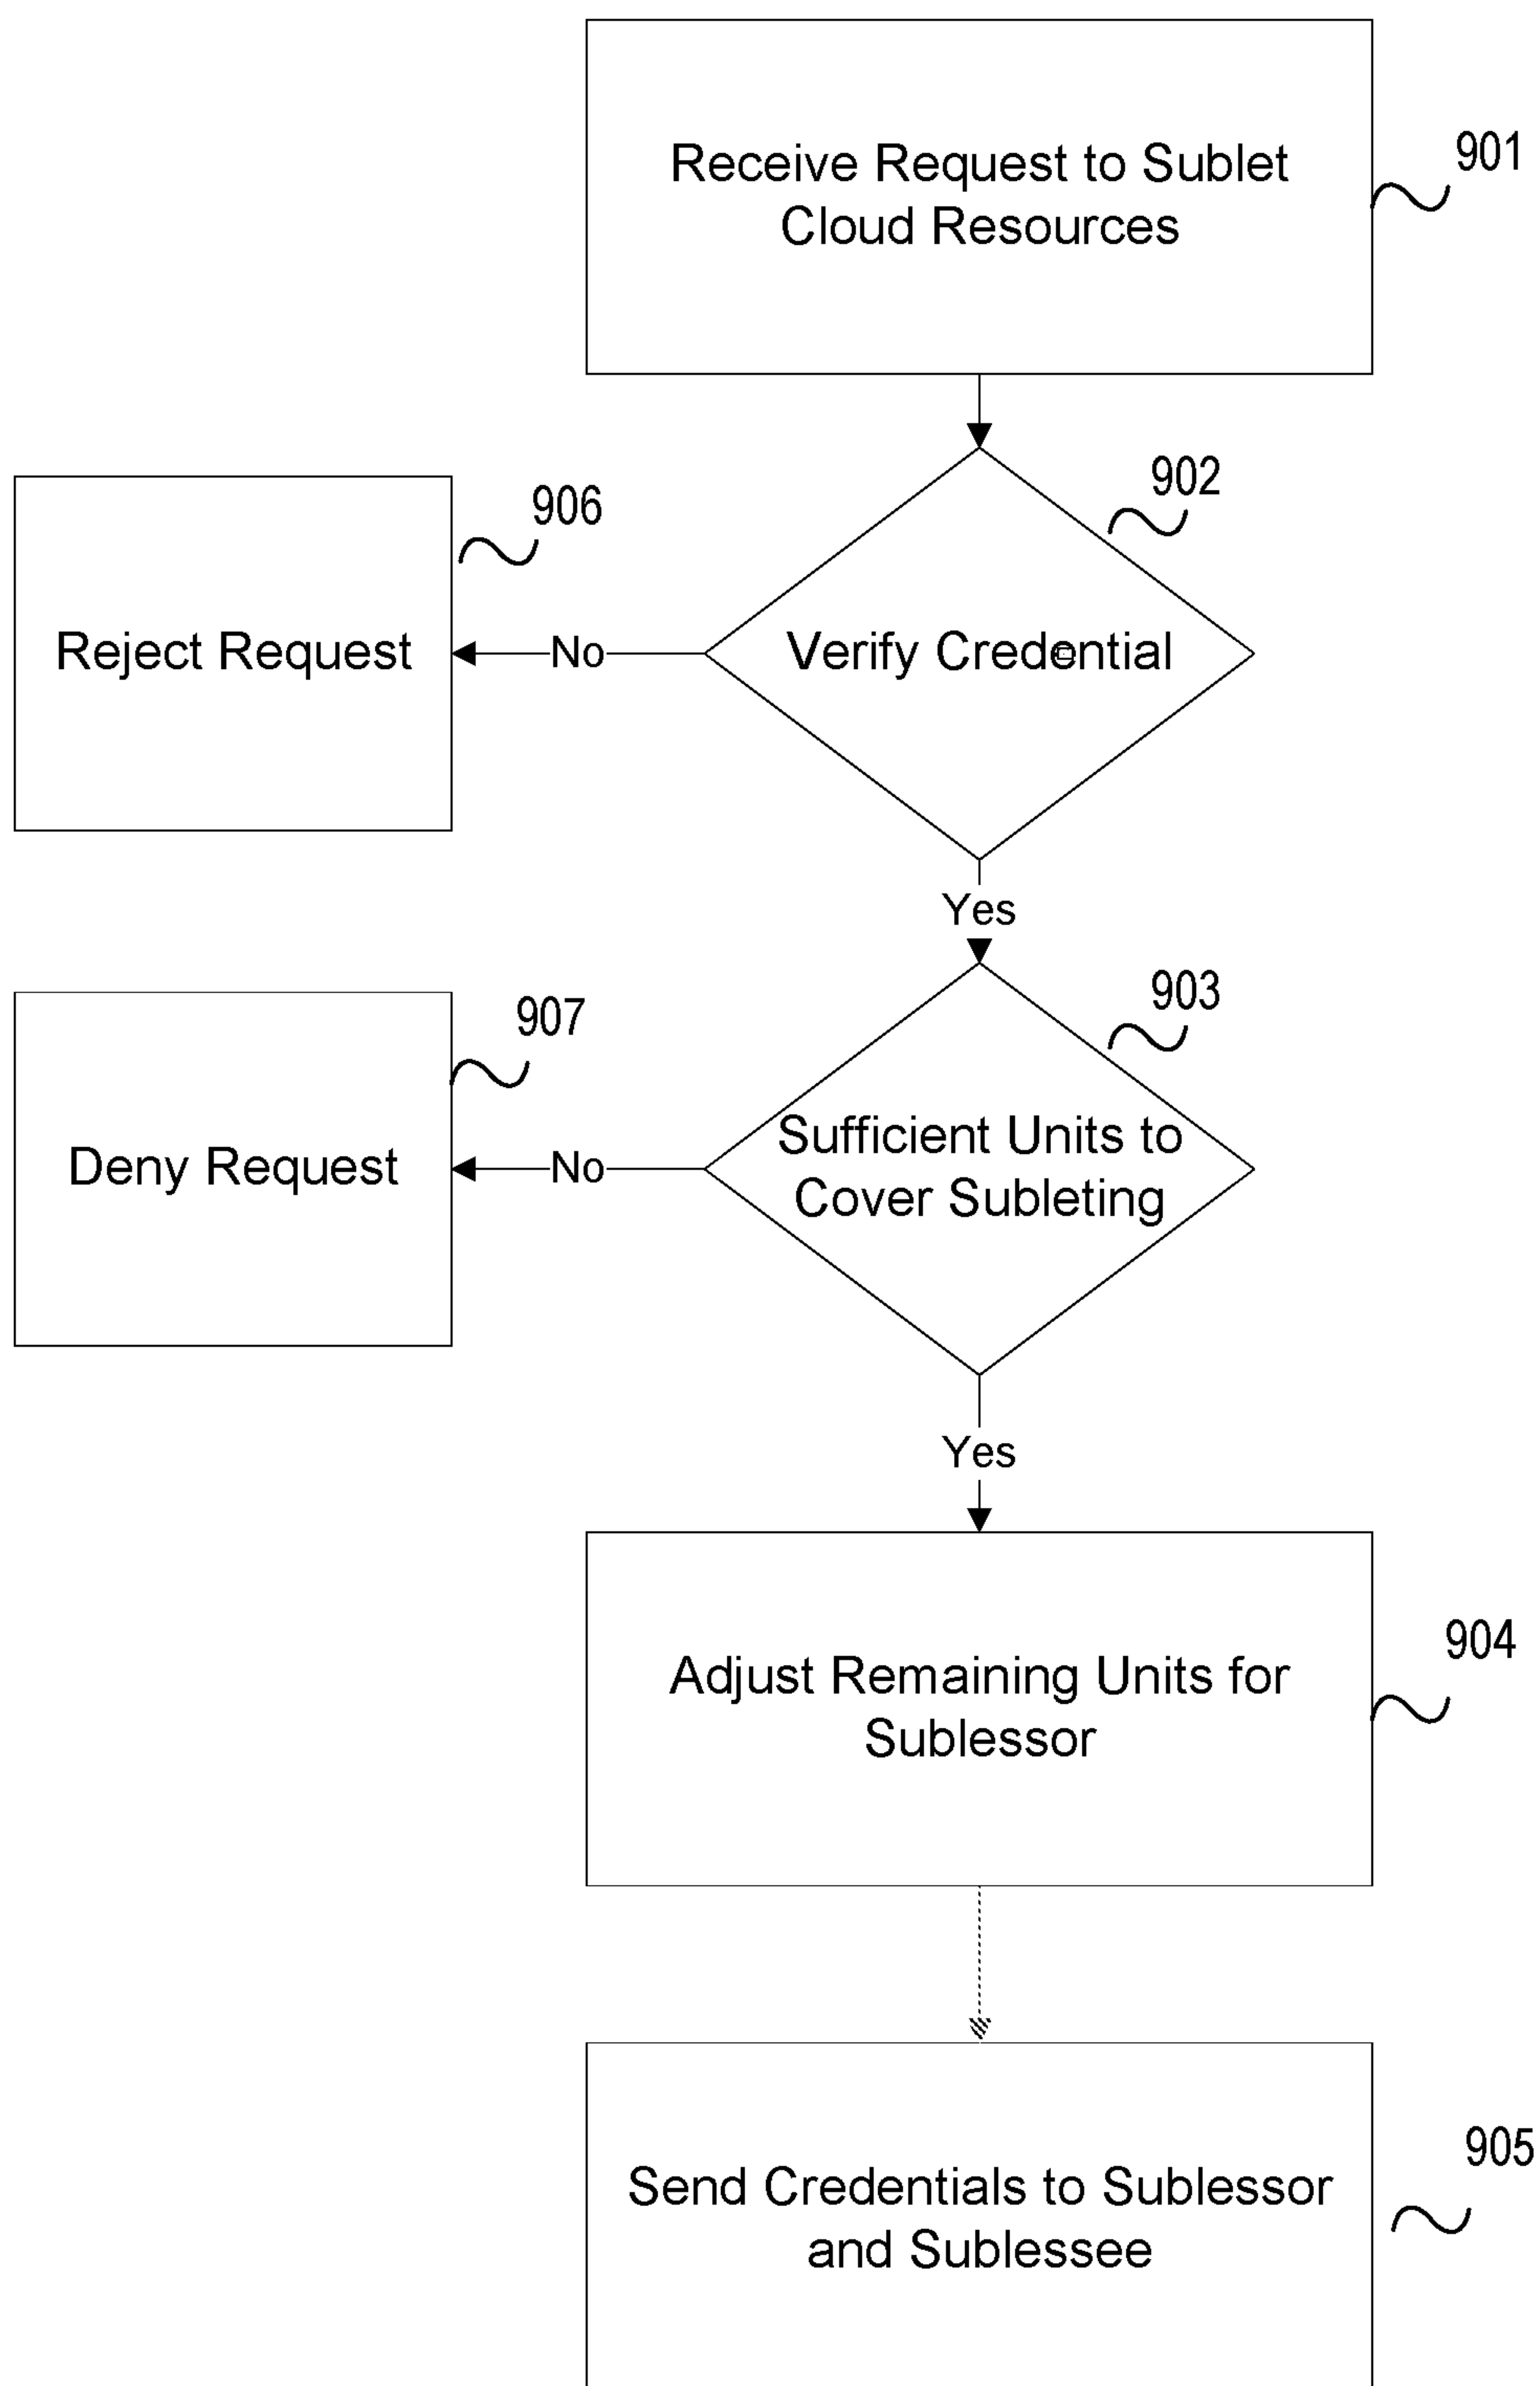 Receive Request to Sublet
Cloud Resources
901
902
906
Verify Credential
No
Reject Request
Yes
903
907
Sufficient Units to
Cover Subleting
No
Deny Request
Yes
Adjust Remaining Units for
Sublessor
904
905
Send Credentials to Sublessor
and Sublessee